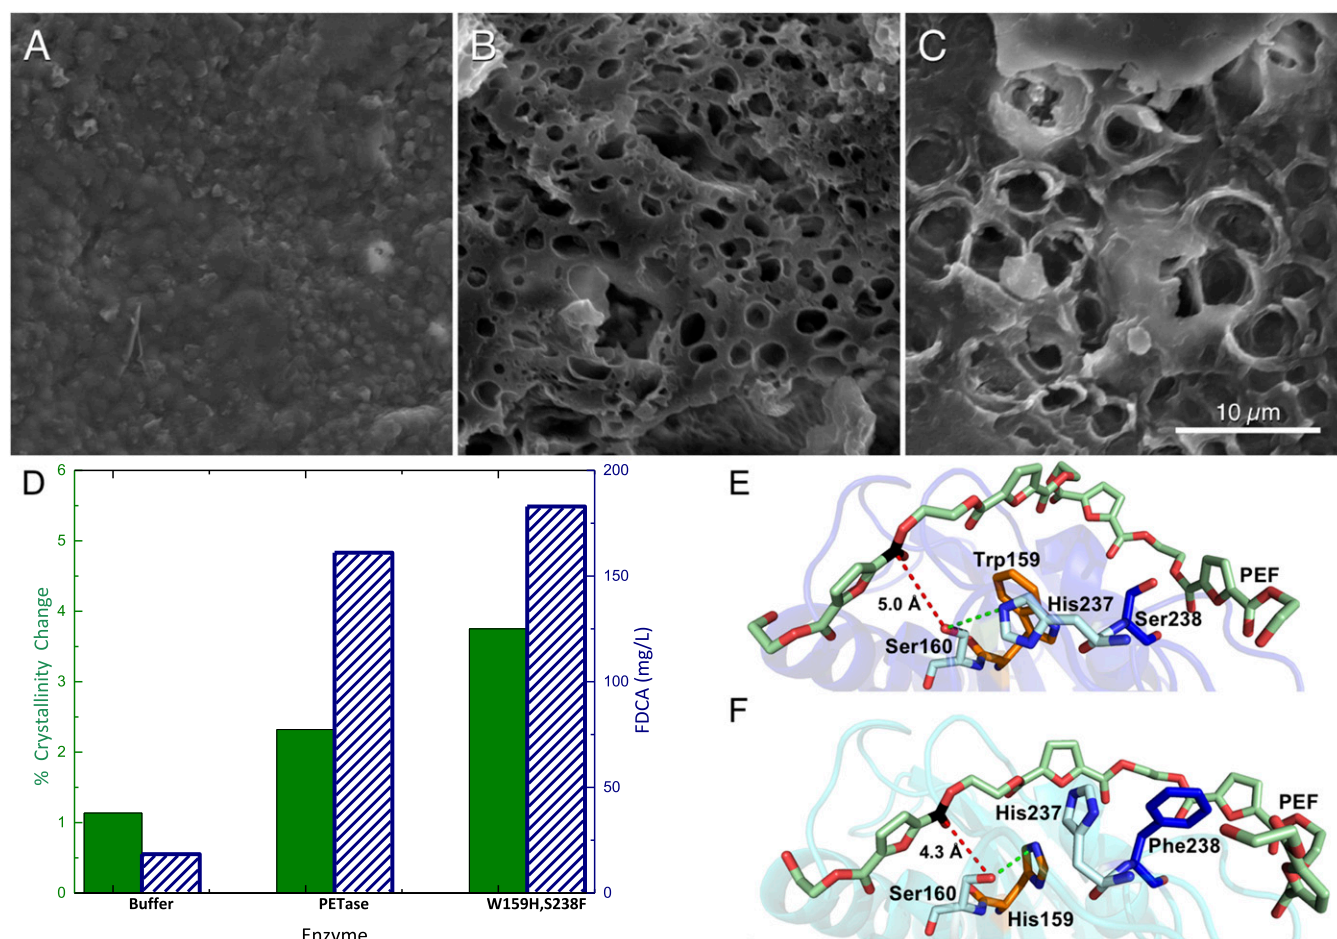 A
B
C
10 µm
D
6
5
4
3
2
1
0
% Crystallinity Change
200
150
100
50
0
FDCA (mg/L)
Buffer
PETase
W159H,S238F
Enzyme
E
Trp159
PEF
5.0 Å
His237
Ser238
Ser160
F
His237
PEF
4.3 Å
Phe238
Ser160
His159